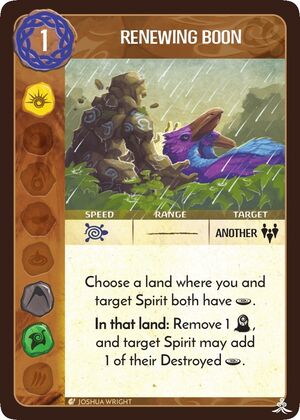 1
RENEWING BOON
SPEED RANGE TARGET
ANOTHER
Choose a land where you and
target Spirit both have .
In that land: Remove 1 ,
and target Spirit may add
1 of their Destroyed .
JOSHUA WRIGHT